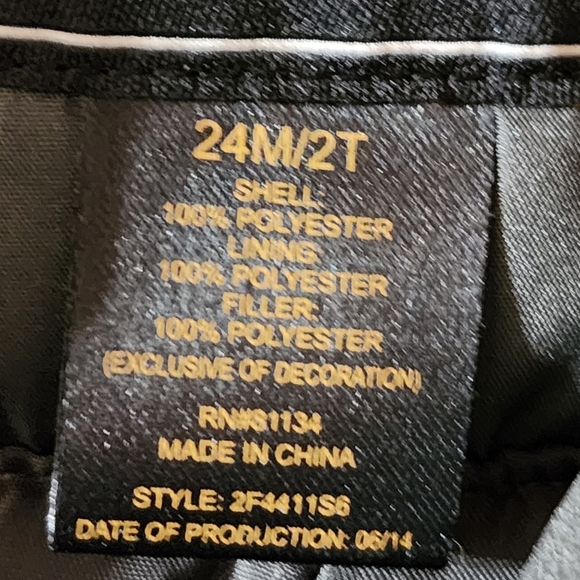 24M/2T
SHELL:
100% POLYESTER
LINING:
100% POLYESTER
FILLER:
100% POLYESTER
(EXCLUSIVE OF DECORATION)
RN#81134
MADE IN CHINA
STYLE: 2F4411S6
DATE OF PRODUCTION: 06/14